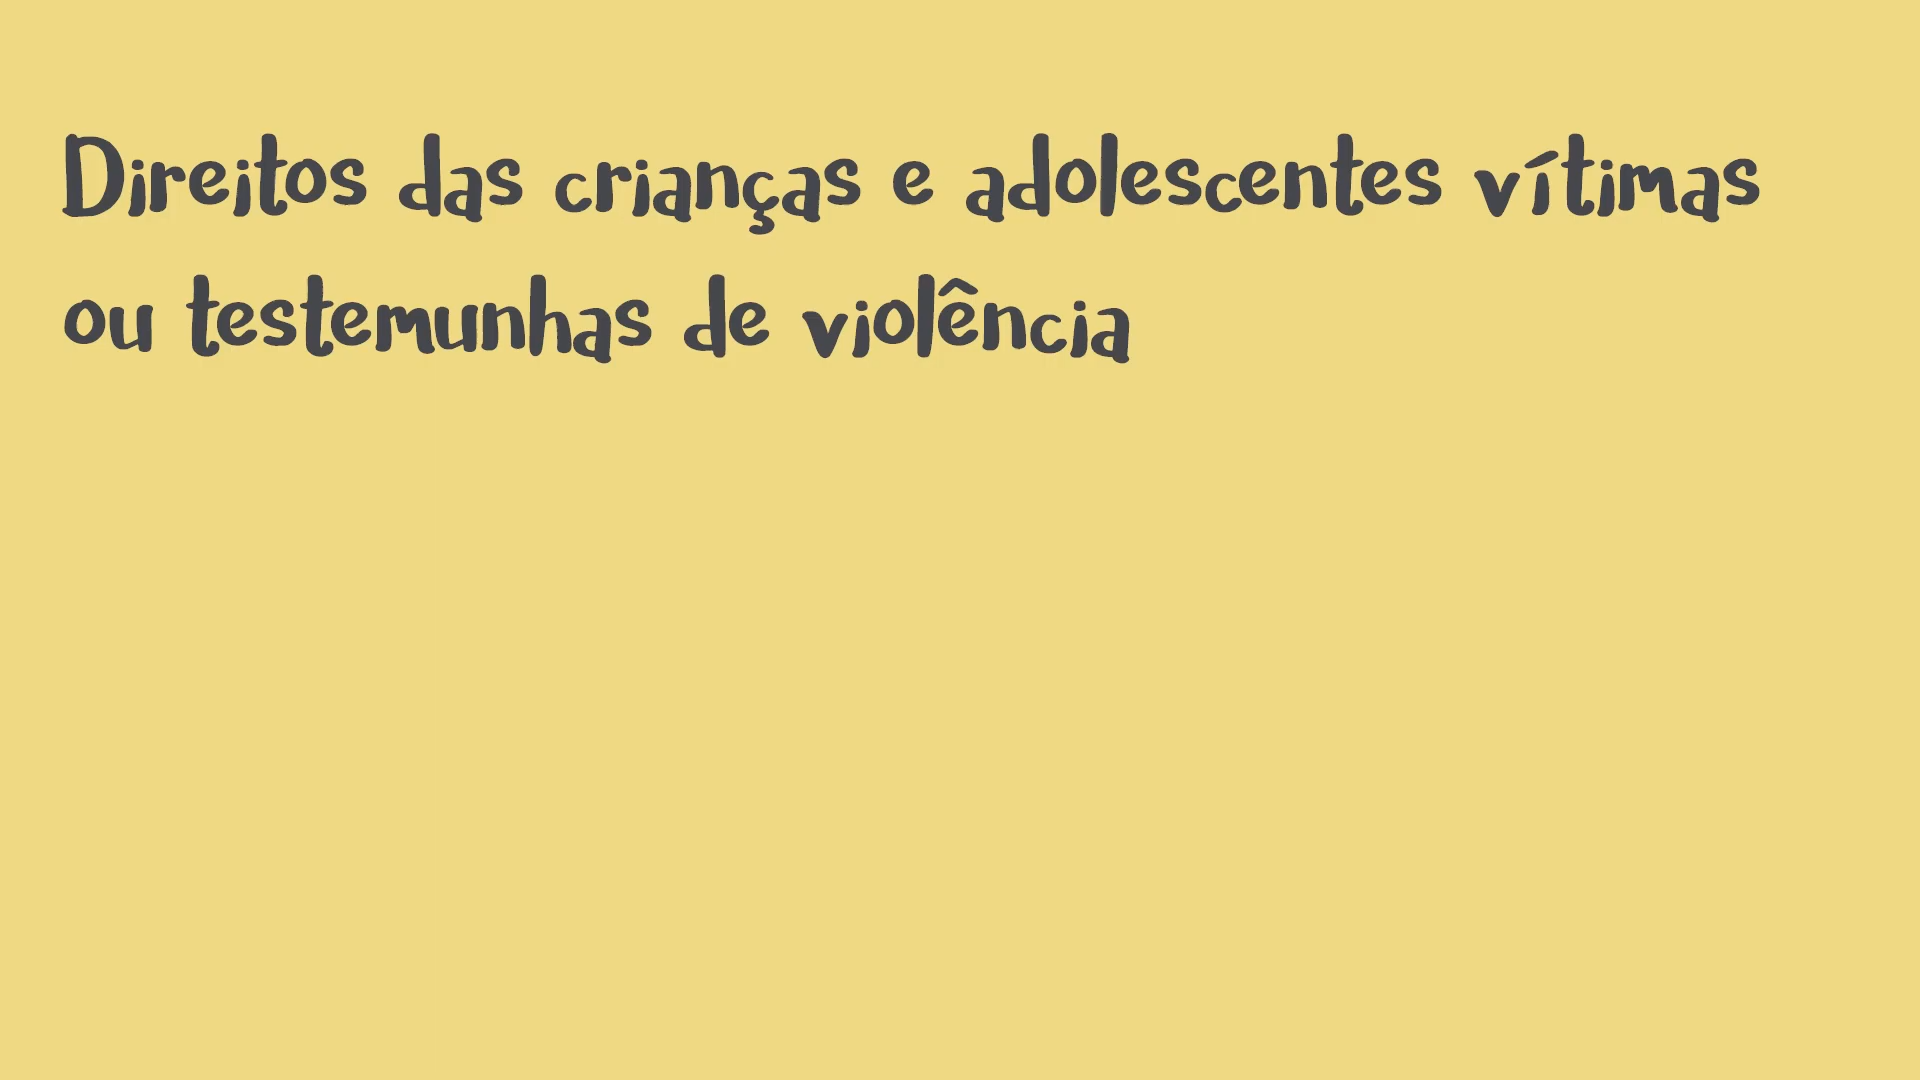 Direitos das crianças e adolescentes vítimas
ou testemunhas de violência